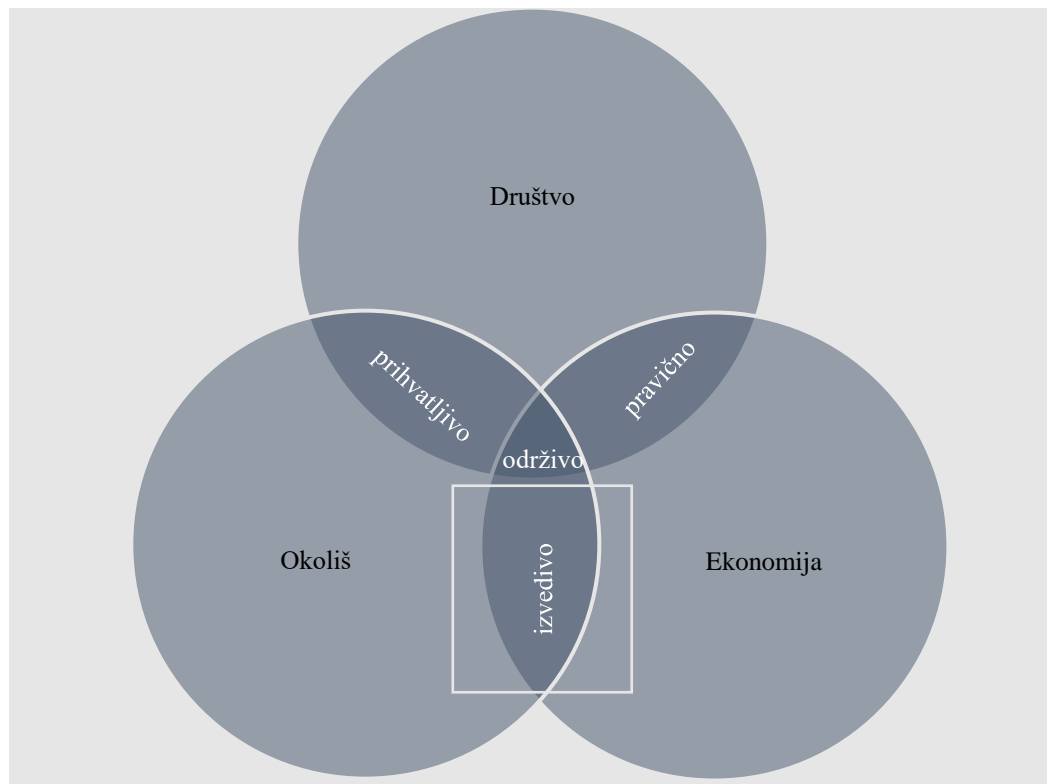 Društvo
prihvatljivo
pravično
održivo
Okoliš
izvedivo
Ekonomija